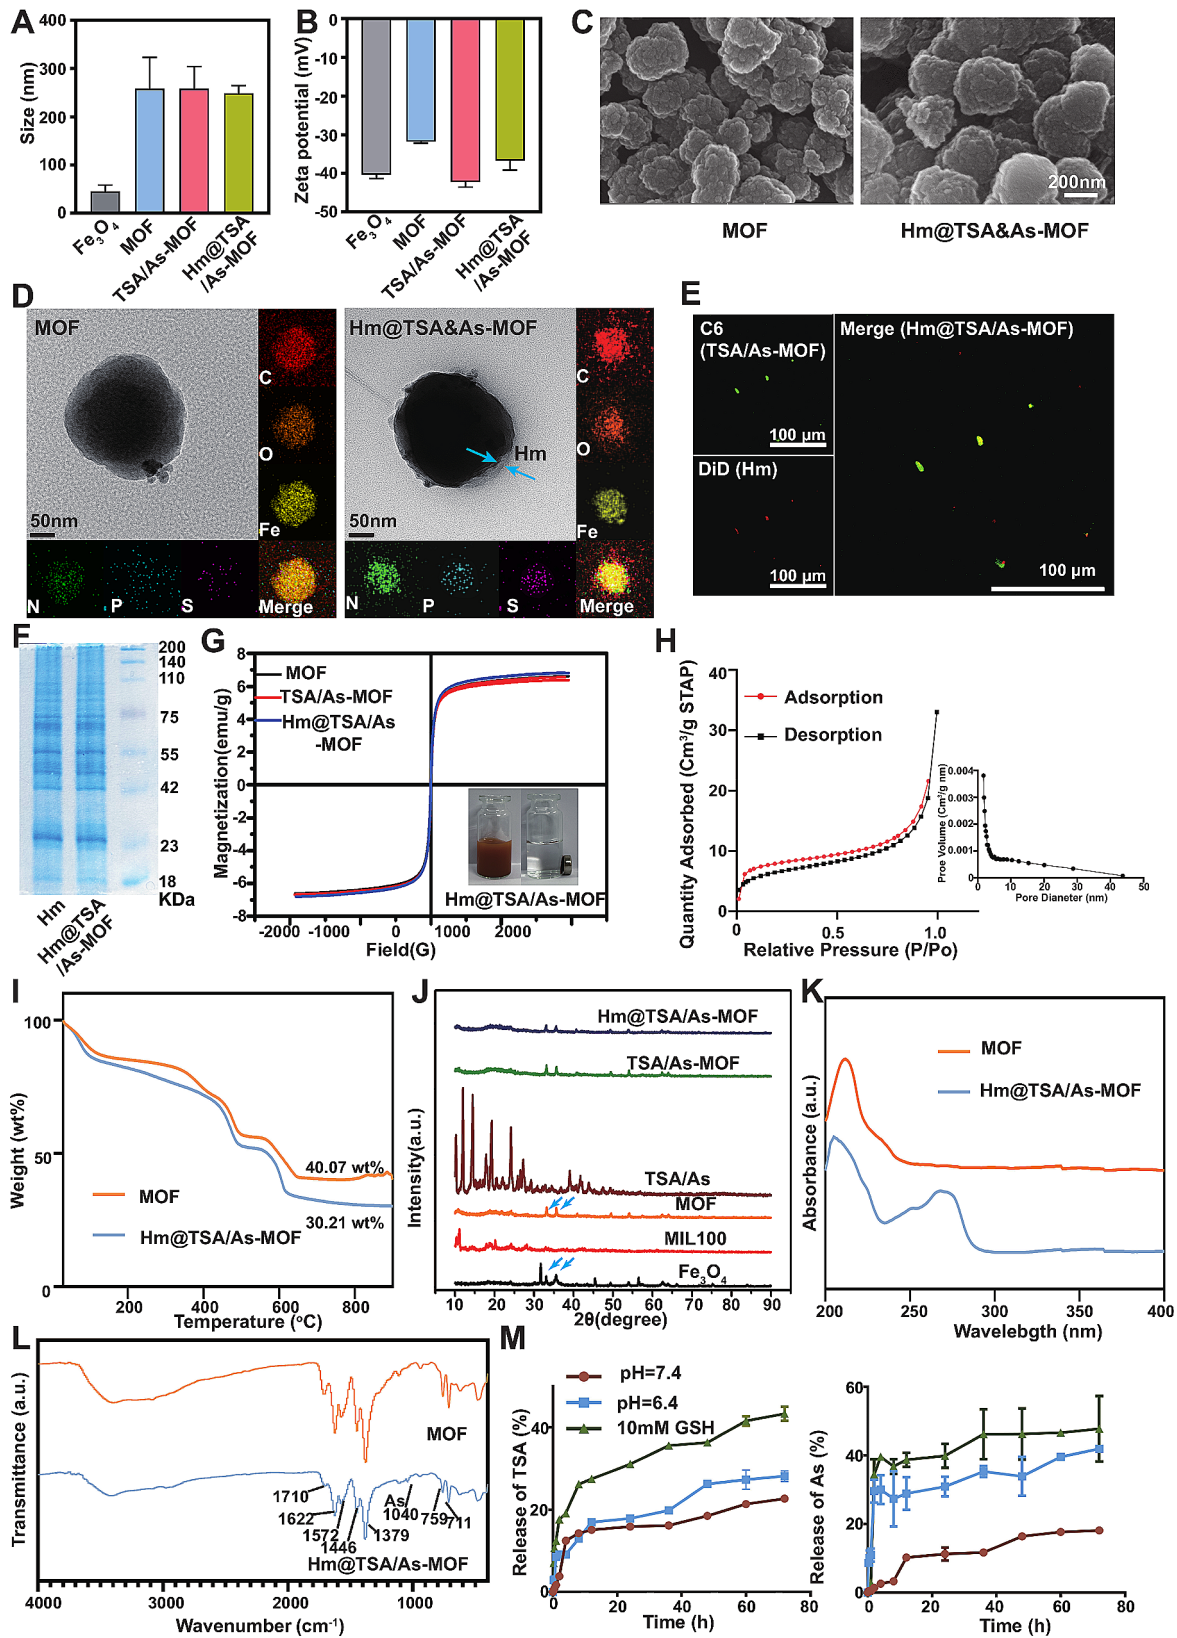 A
Size (nm)
400
300
200
100
0
Fe3O4
MOF
TSA/As-MOF
Hm@TSA
/As-MOF
B
Zeta potential (mV)
0
-10
-20
-30
-40
-50
Fe3O4
MOF
TSA/As-MOF
Hm@TSA
/As-MOF
C
200nm
MOF
Hm@TSA&As-MOF
D
MOF
50nm
C
O
Fe
N
P
S
Merge
Hm@TSA&As-MOF
Hm
50nm
C
O
Fe
N
P
S
Merge
E
C6
(TSA/As-MOF)
100 µm
DiD (Hm)
100 µm
Merge (Hm@TSA/As-MOF)
100 µm
F
200
140
110
75
55
42
23
18
KDa
Hm
Hm@TSA
/As-MOF
G
Magnetization(emu/g)
8
6
4
2
0
-2
-4
-6
-8
MOF
TSA/As-MOF
Hm@TSA/As
-MOF
Hm@TSA/As-MOF
-2000
-1000
0
1000
2000
Field(G)
H
Quantity Adsorbed (Cm3/g STAP)
40
30
20
10
0
Adsorption
Desorption
0
0.5
1.0
Relative Pressure (P/Po)
Proe Volume (Cm3/g nm)
0.004
0.003
0.002
0.001
0
0
10
20
30
40
50
Pore Dianeter (nm)
I
Weight (wt%)
100
50
0
40.07 wt%
30.21 wt%
MOF
Hm@TSA/As-MOF
200
400
600
800
Temperature (oC)
J
Intensity(a.u.)
Hm@TSA/As-MOF
TSA/As-MOF
TSA/As
MOF
MIL100
Fe3O4
10
20
30
40
50
60
70
80
90
2θ(degree)
K
Absorbance (a.u.)
MOF
Hm@TSA/As-MOF
200
250
300
350
400
Wavelebgth (nm)
L
Transmittance (a.u.)
MOF
1710
1622
1572
1446
1379
As
1040
759
711
Hm@TSA/As-MOF
4000
3000
2000
1000
Wavenumber (cm-1)
M
pH=7.4
pH=6.4
10mM GSH
Release of TSA (%)
40
20
0
0
20
40
60
80
Time (h)
Release of As (%)
60
40
20
0
0
20
40
60
80
Time (h)